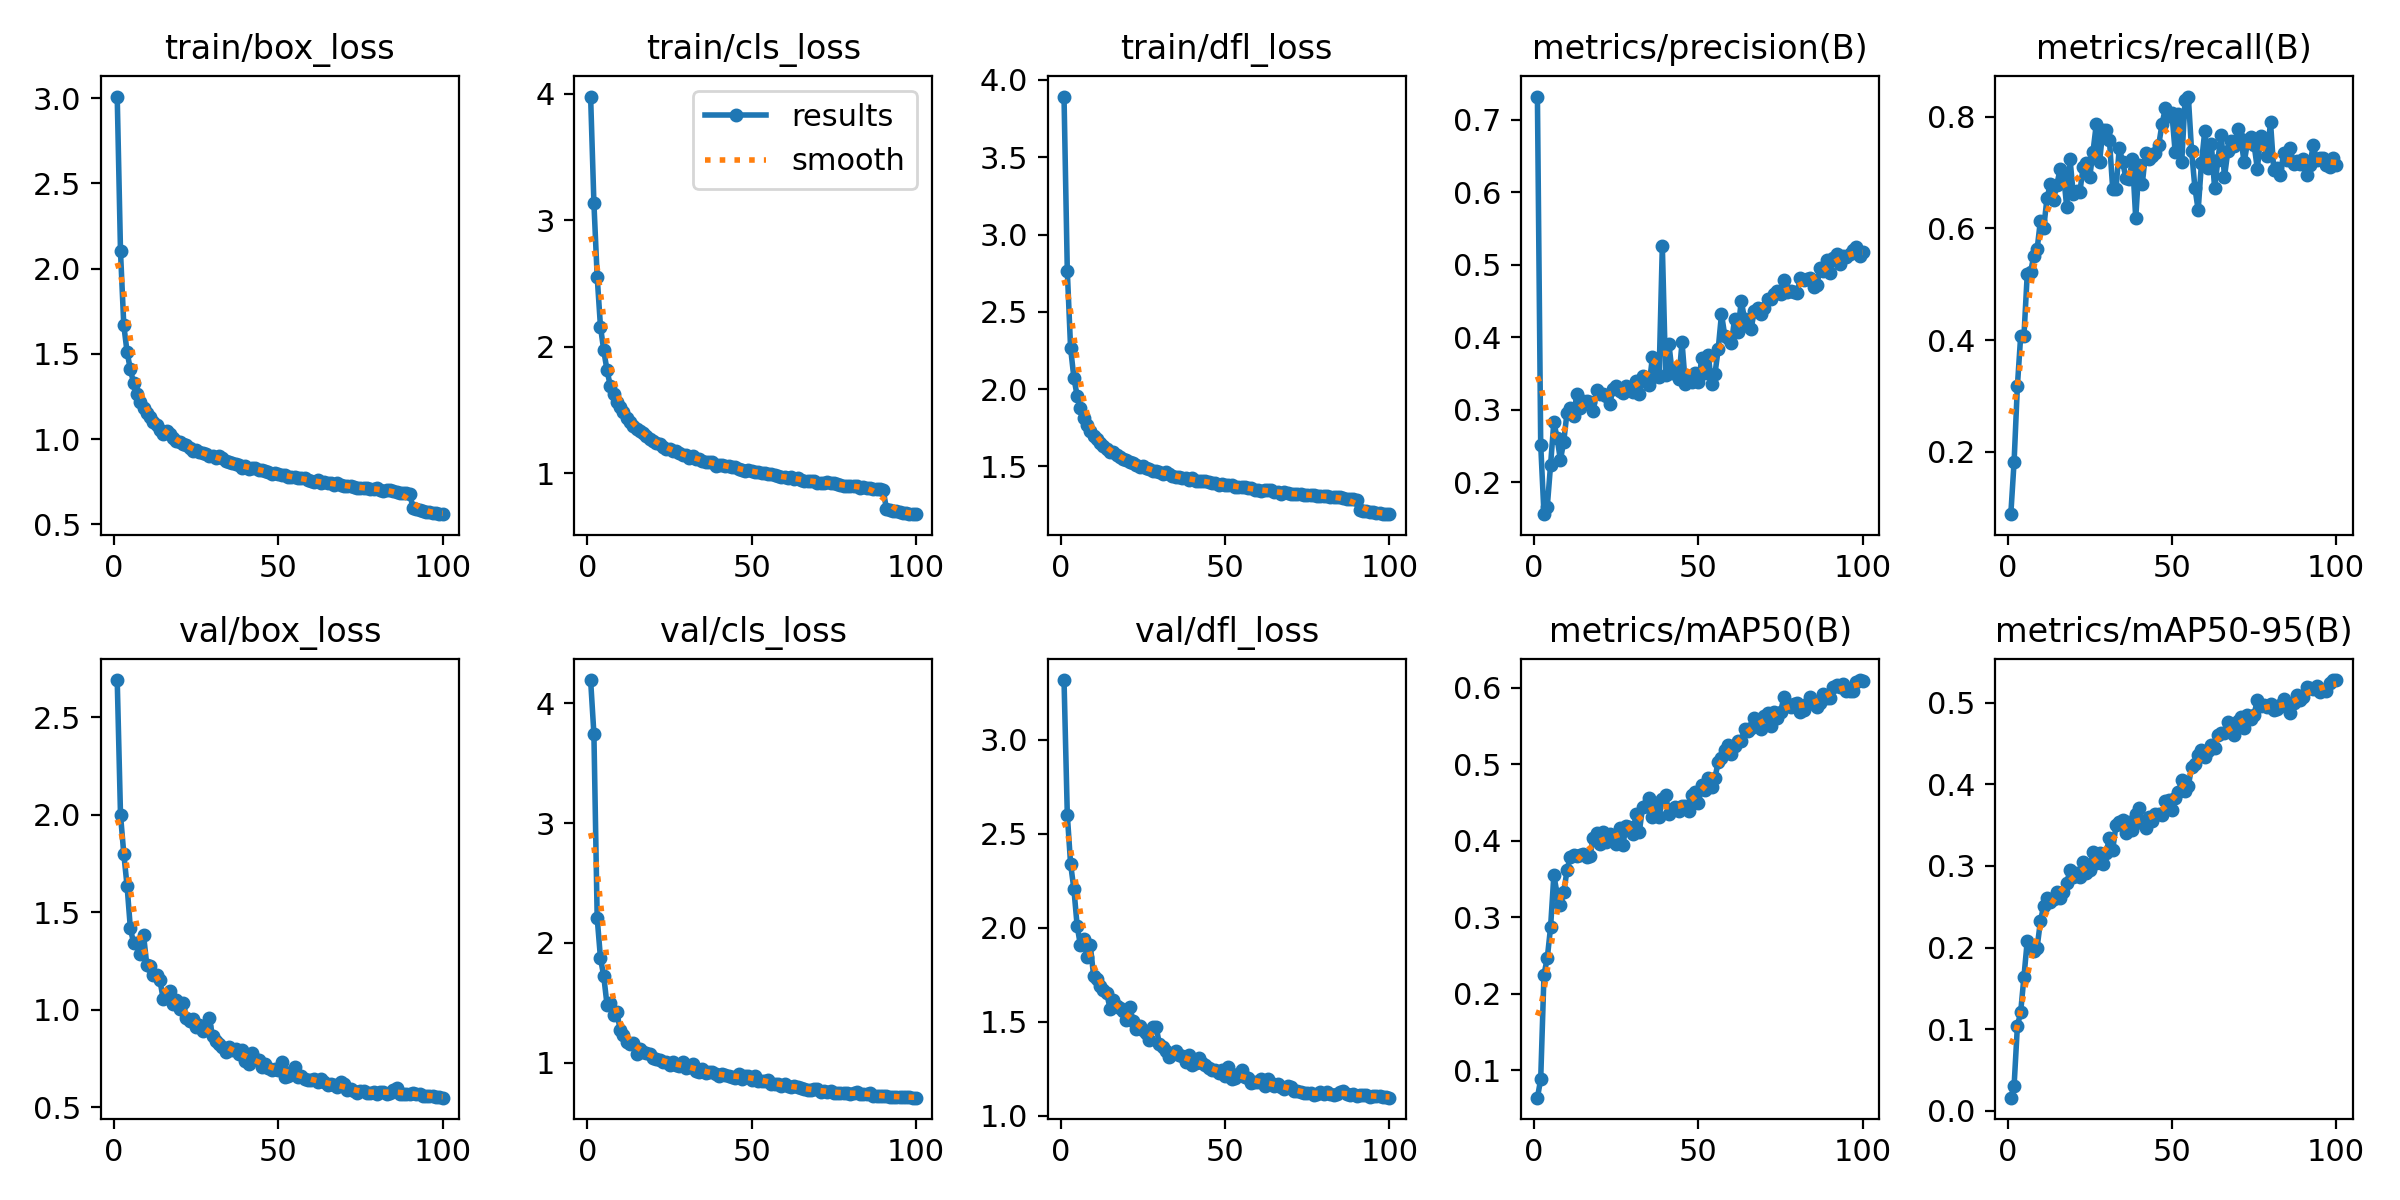 train/box_loss
train/cls_loss
train/dfl_loss
metrics/precision(B)
metrics/recall(B)
3.0
2.5
2.0
1.5
1.0
0.5
0 50 100
results
smooth
4
3
2
1
0 50 100
4.0
3.5
3.0
2.5
2.0
1.5
0 50 100
0.7
0.6
0.5
0.4
0.3
0.2
0 50 100
0.8
0.6
0.4
0.2
0 50 100
val/box_loss
val/cls_loss
val/dfl_loss
metrics/mAP50(B)
metrics/mAP50-95(B)
2.5
2.0
1.5
1.0
0.5
0 50 100
4
3
2
1
0 50 100
3.0
2.5
2.0
1.5
1.0
0 50 100
0.6
0.5
0.4
0.3
0.2
0.1
0 50 100
0.5
0.4
0.3
0.2
0.1
0.0
0 50 100